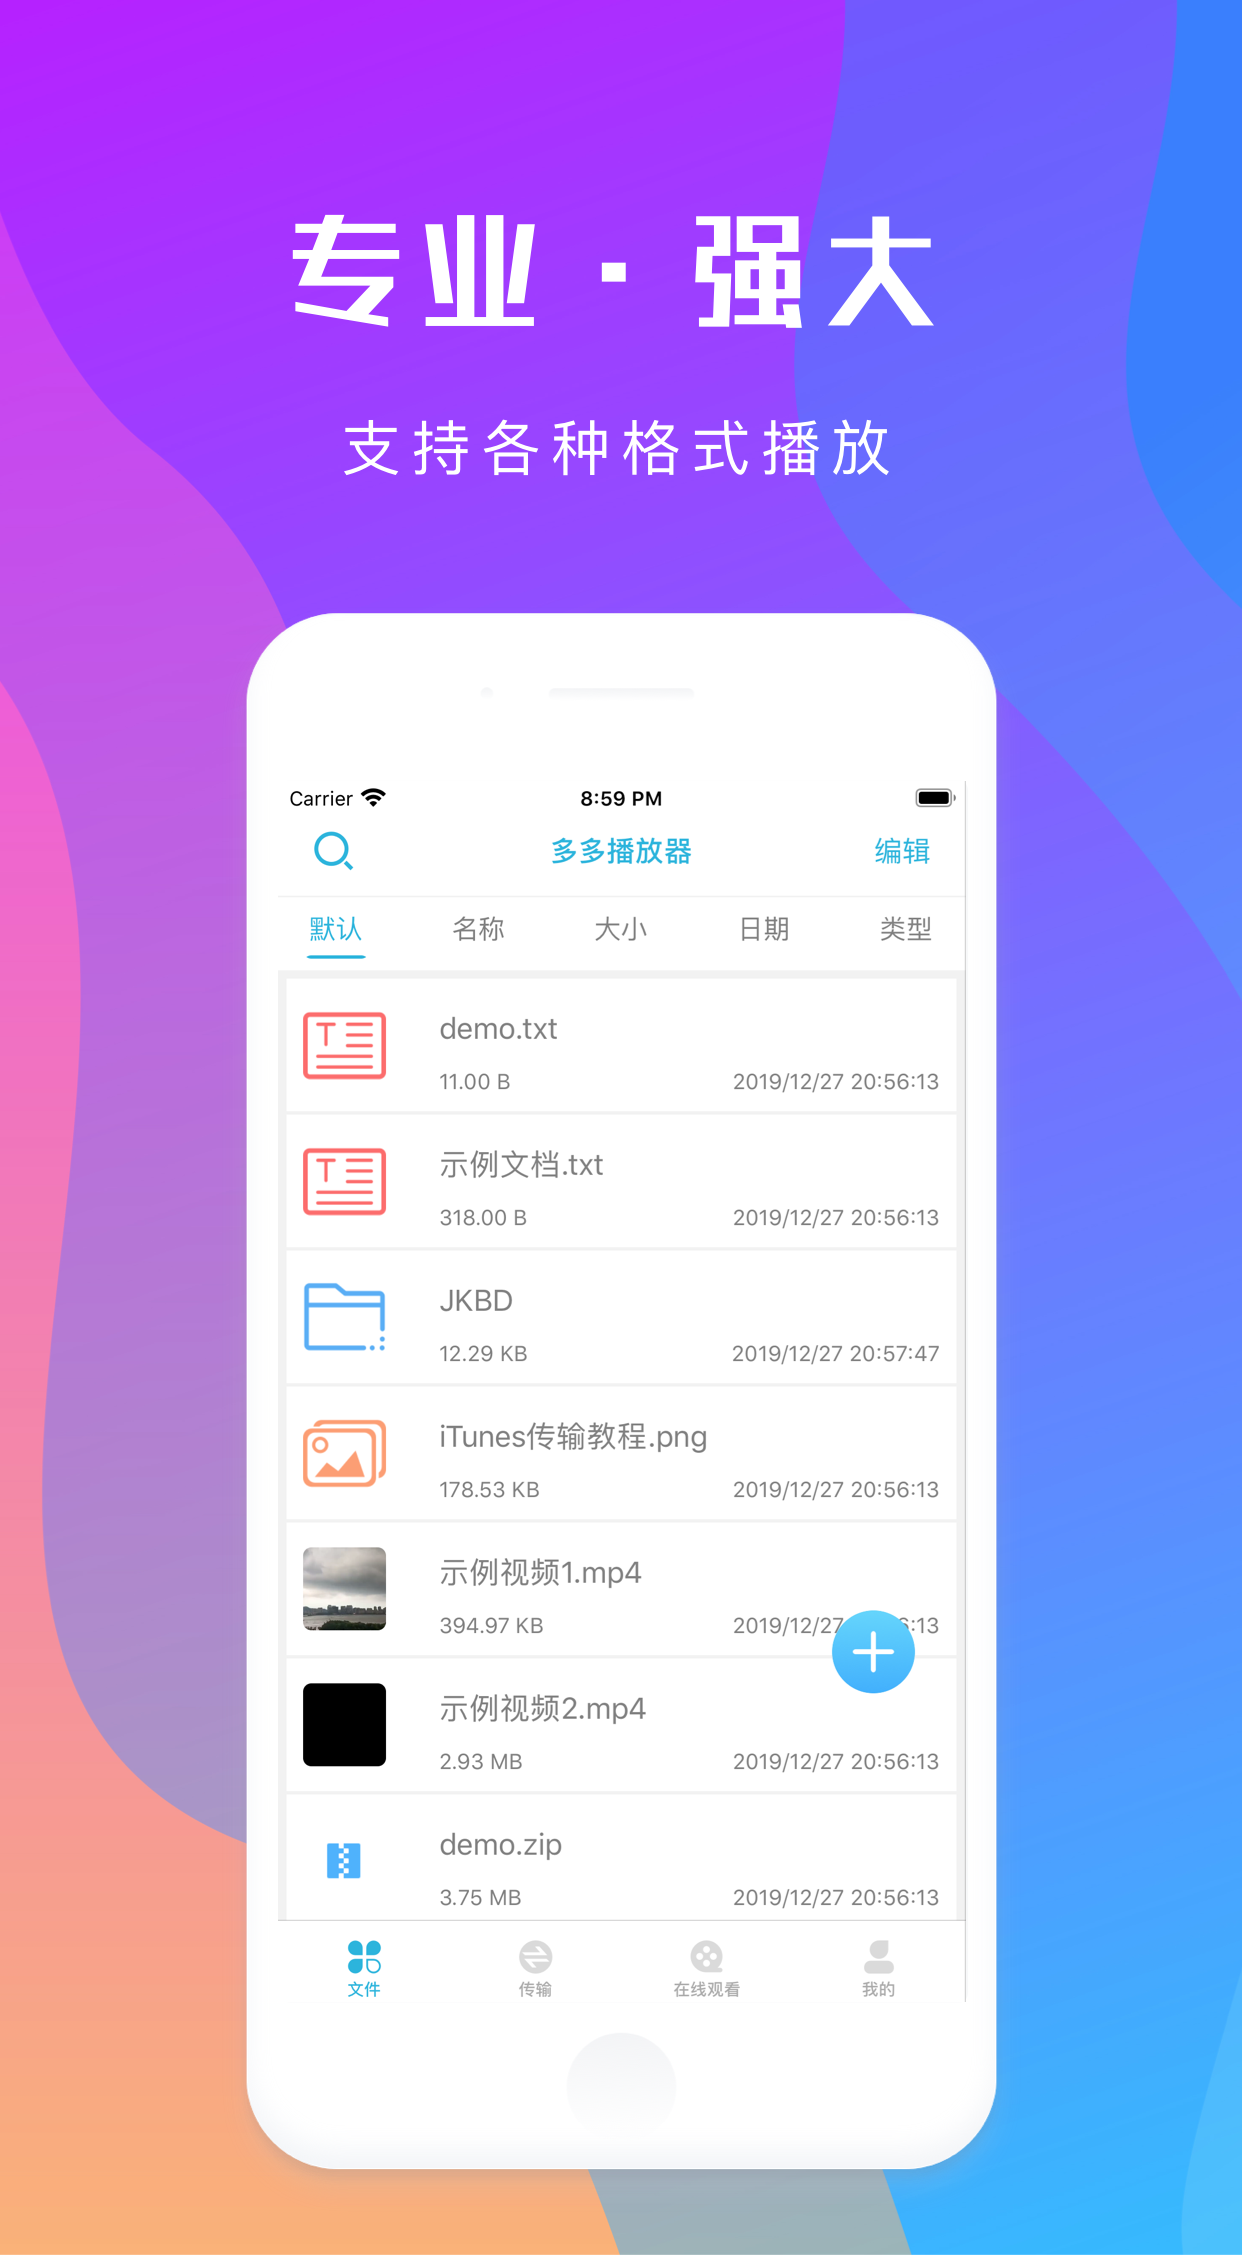 专业·强大
支持各种格式播放
Carrier 8:59 PM
多多播放器 编辑
默认 名称 大小 日期 类型
demo.txt
11.00 B 2019/12/27 20:56:13
示例文档.txt
318.00 B 2019/12/27 20:56:13
JKBD
12.29 KB 2019/12/27 20:57:47
iTunes传输教程.png
178.53 KB 2019/12/27 20:56:13
示例视频1.mp4
394.97 KB 2019/12/27 6:13
示例视频2.mp4
2.93 MB 2019/12/27 20:56:13
demo.zip
3.75 MB 2019/12/27 20:56:13
文件 传输 在线观看 我的